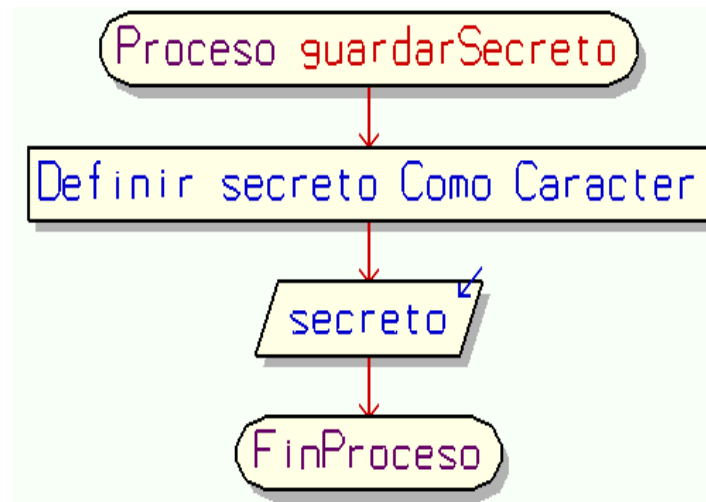 Proceso guardarSecreto
Definir secreto Como Caracter
secreto
FinProceso